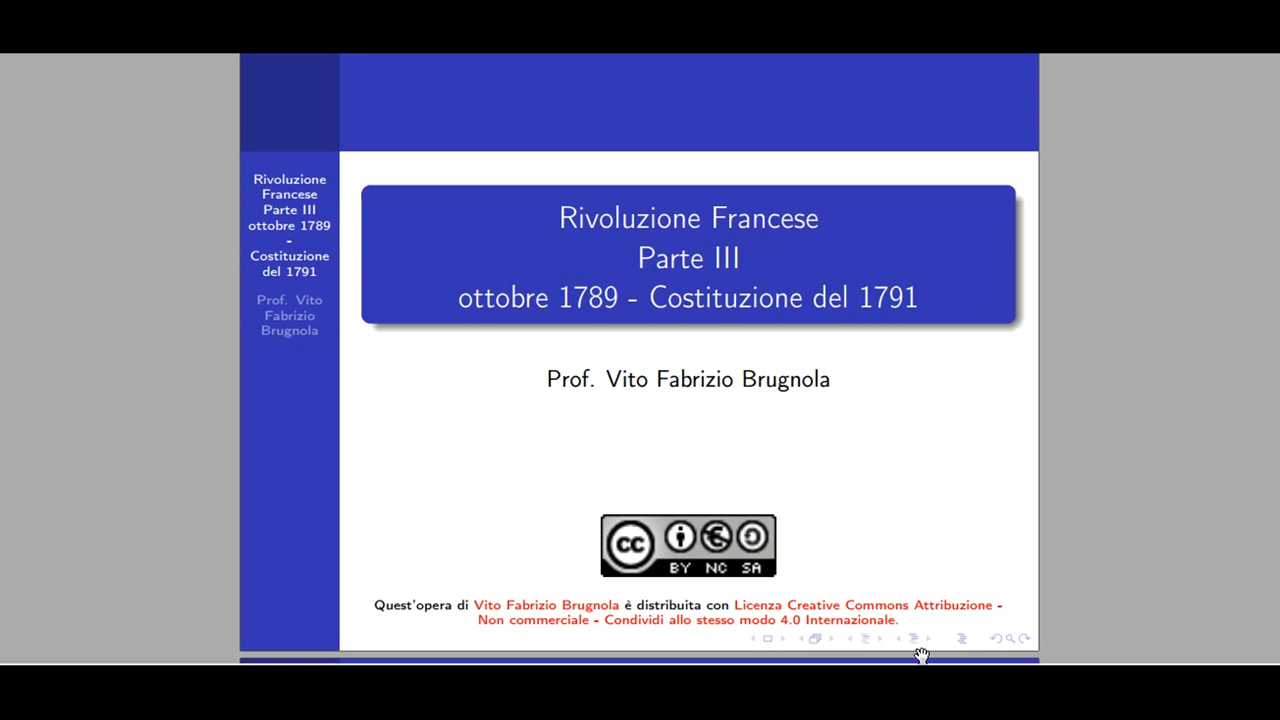 Rivoluzione
Francese
Parte III
ottobre 1789
-
Costituzione
del 1791
Prof. Vito
Fabrizio
Brugnola
Rivoluzione Francese
Parte III
ottobre 1789 - Costituzione del 1791
Prof. Vito Fabrizio Brugnola
cc
BY NC SA
Quest'opera di Vito Fabrizio Brugnola è distribuita con Licenza Creative Commons Attribuzione -
Non commerciale - Condividi allo stesso modo 4.0 Internazionale.